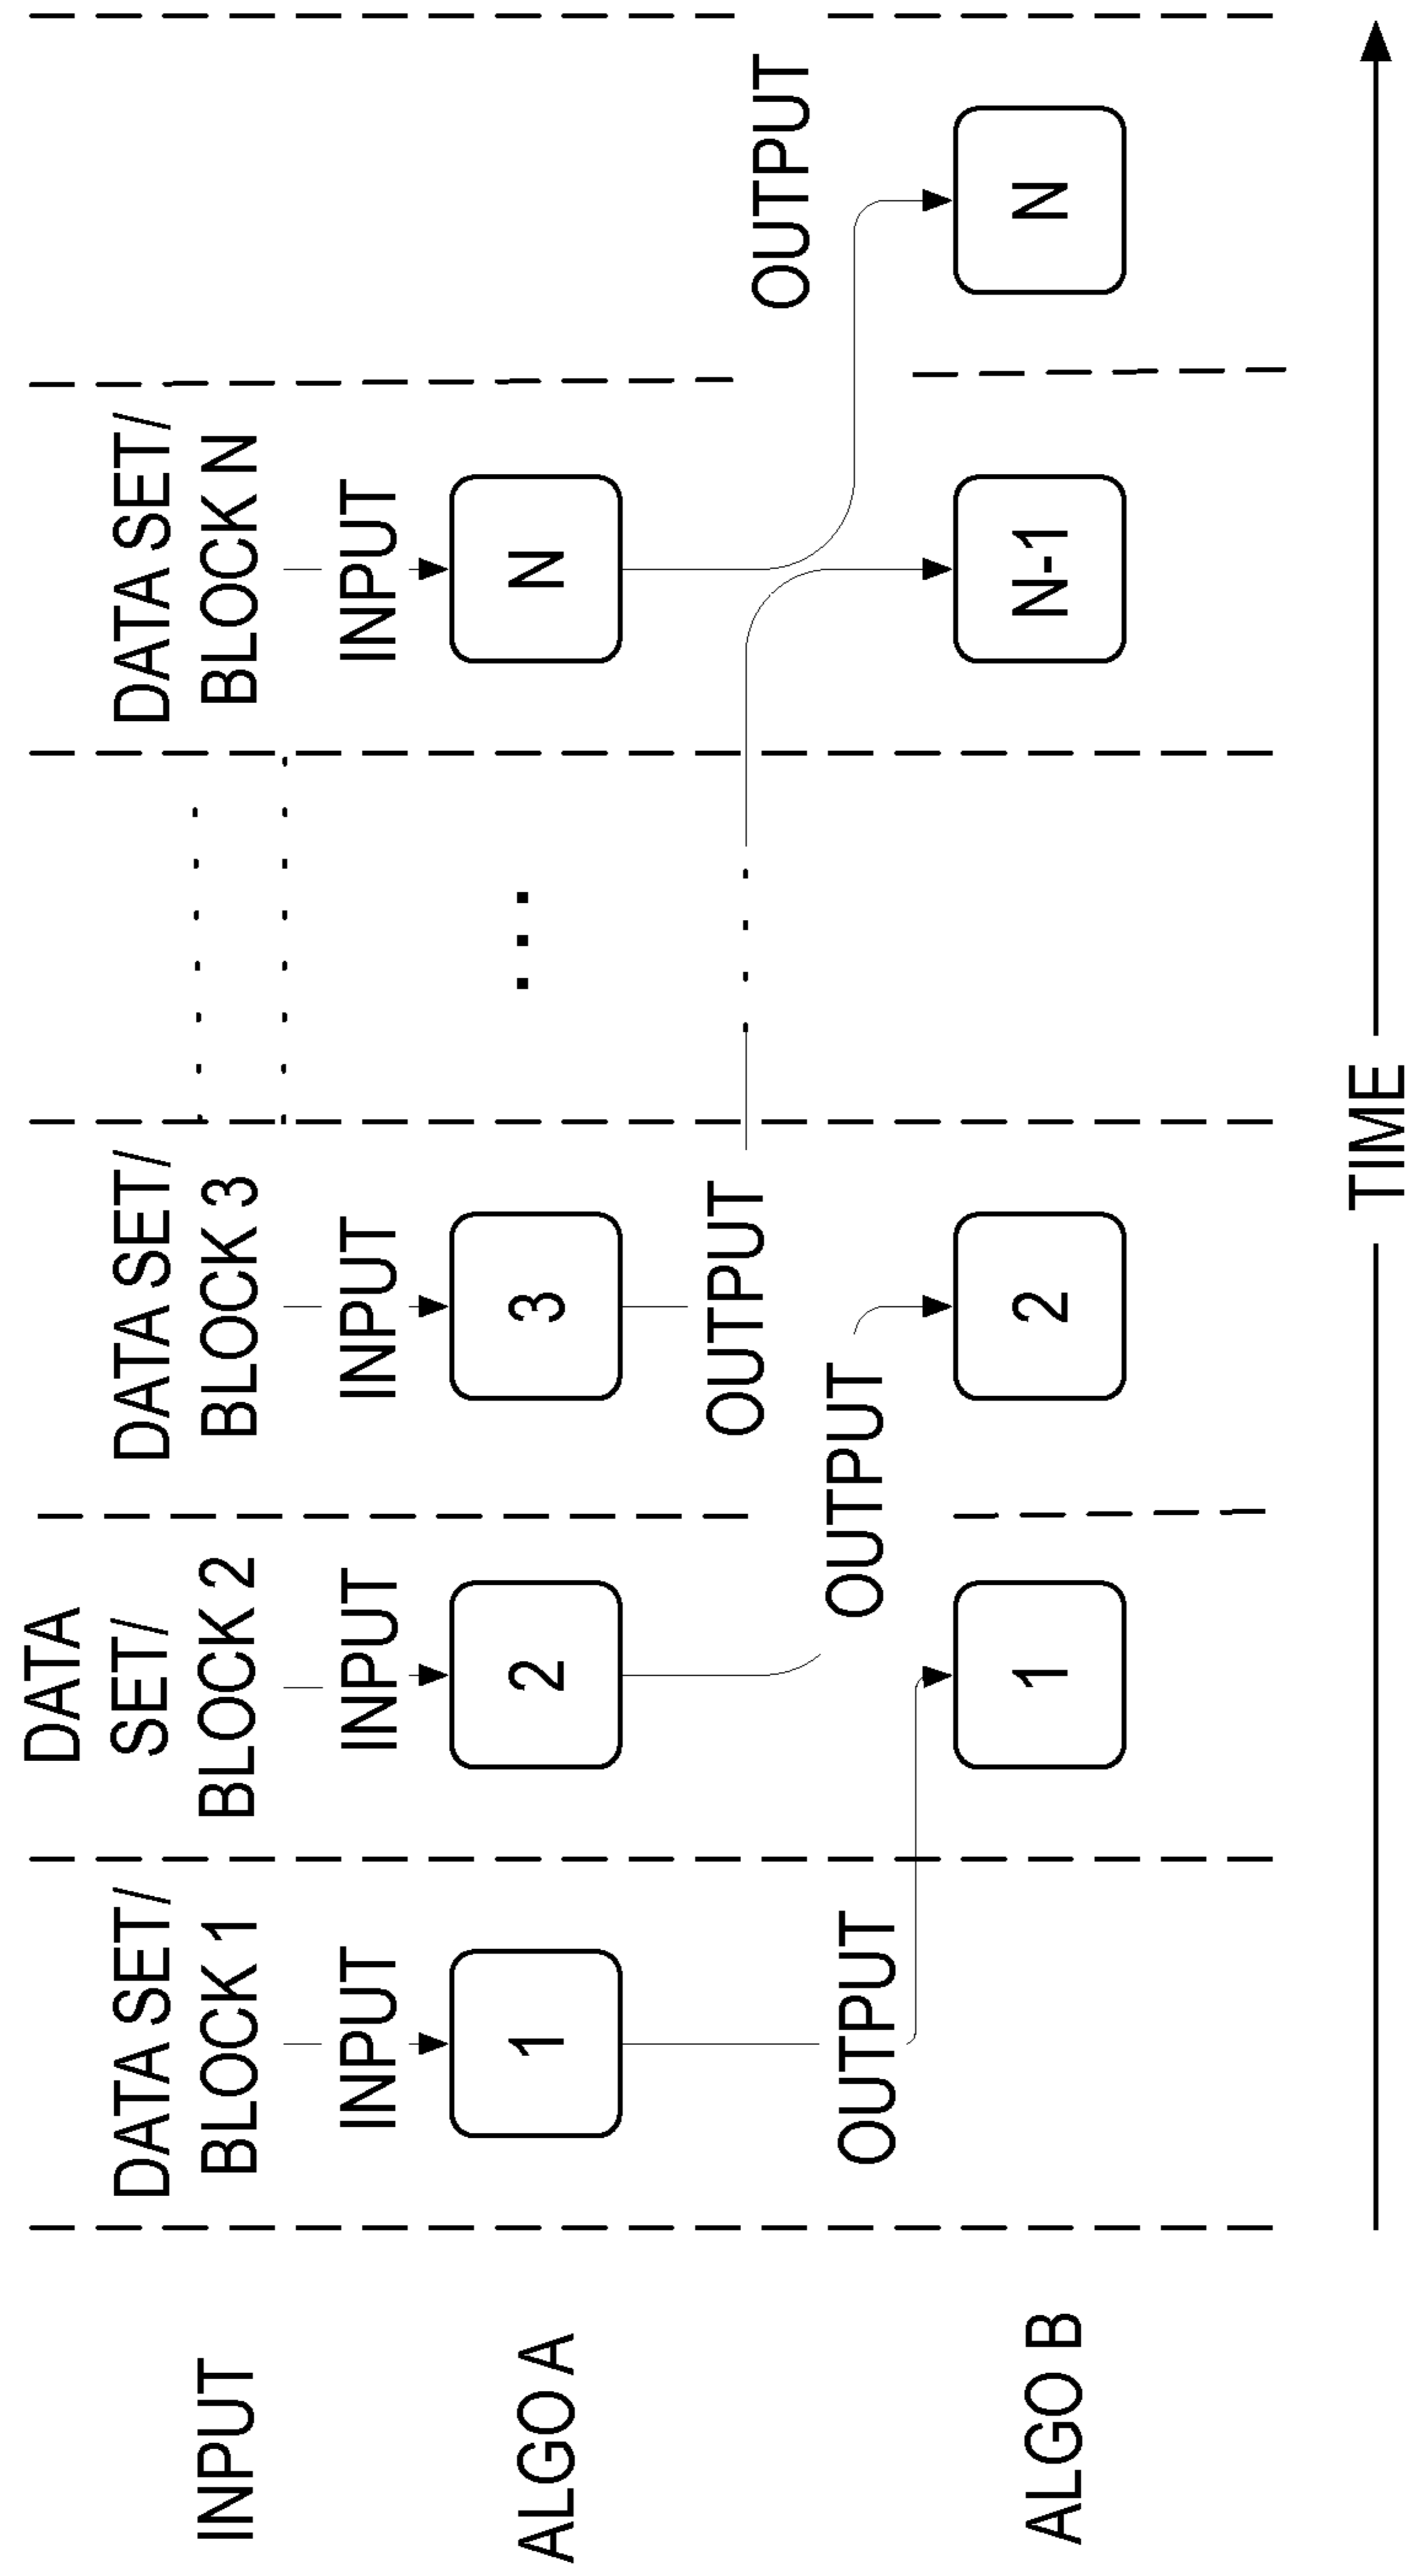 INPUT
DATA SET/
BLOCK 1
DATA
SET/
BLOCK 2
DATA SET/
BLOCK 3
DATA SET/
BLOCK N
INPUT
INPUT
INPUT
INPUT
ALGO A
1
2
3
...
N
OUTPUT
OUTPUT
OUTPUT
OUTPUT
ALGO B
1
2
N-1
N
TIME